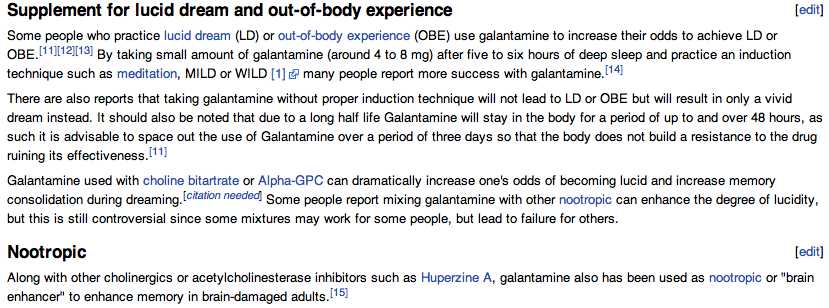 Supplement for lucid dream and out-of-body experience [edit]
Some people who practice lucid dream (LD) or out-of-body experience (OBE) use galantamine to increase their odds to achieve LD or
OBE.[11][12][13] By taking small amount of galantamine (around 4 to 8 mg) after five to six hours of deep sleep and practice an induction
technique such as meditation, MILD or WILD [1] many people report more success with galantamine.[14]
There are also reports that taking galantamine without proper induction technique will not lead to LD or OBE but will result in only a vivid
dream instead. It should also be noted that due to a long half life Galantamine will stay in the body for a period of up to and over 48 hours, as
such it is advisable to space out the use of Galantamine over a period of three days so that the body does not build a resistance to the drug
ruining its effectiveness.[11]
Galantamine used with choline bitartrate or Alpha-GPC can dramatically increase one's odds of becoming lucid and increase memory
consolidation during dreaming.[citation needed] Some people report mixing galantamine with other nootropic can enhance the degree of lucidity,
but this is still controversial since some mixtures may work for some people, but lead to failure for others.
Nootropic [edit]
Along with other cholinergics or acetylcholinesterase inhibitors such as Huperzine A, galantamine also has been used as nootropic or "brain
enhancer" to enhance memory in brain-damaged adults.[15]